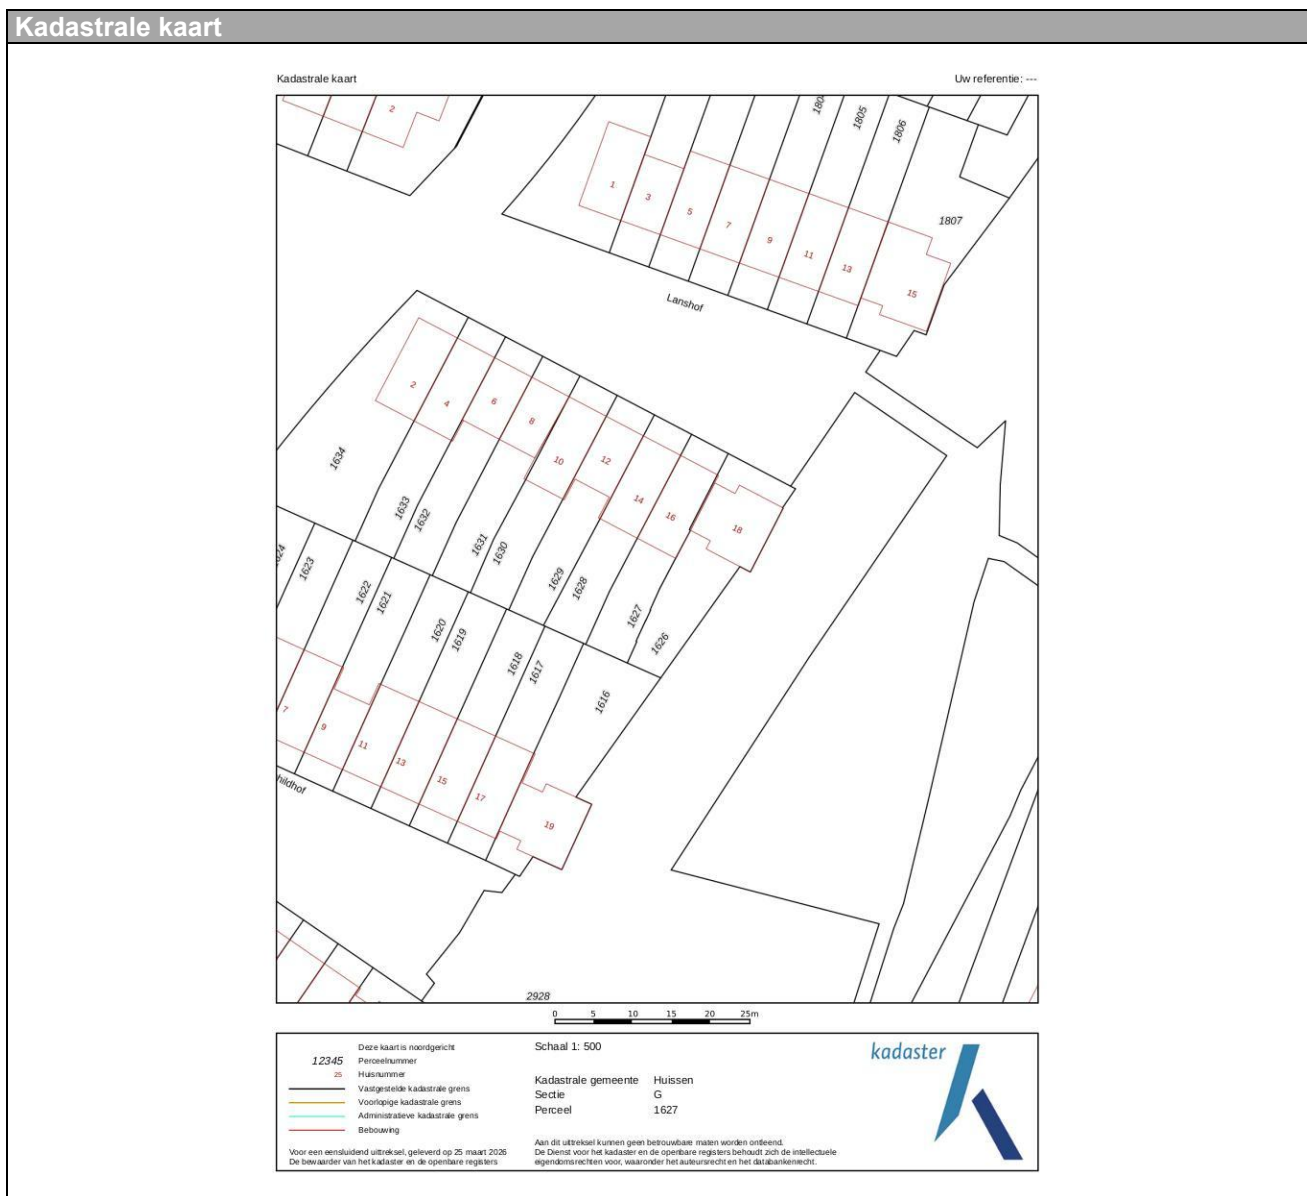 Kadastrale kaart
Kadastrale kaart
Uw referentie: ---
2
1805
1806
1807
1
3
5
7
9
11
13
15
Lanshof
2
4
6
8
10
12
14
16
18
1634
1633
1632
1631
1630
1629
1628
1627
1626
1623
1622
1621
1620
1619
1618
1617
1616
7
9
11
13
15
17
19
2928
0 5 10 15 20 25m
Deze kaart is noordgericht
12345 Perceelnummer
25 Huisnummer
Vastgestelde kadastrale grens
Voorlopige kadastrale grens
Administratieve kadastrale grens
Bebouwing
Voor een eensluidend uittreksel, geleverd op 25 maart 2026
De bewaarder van het kadaster en de openbare registers
Schaal 1: 500
Kadastrale gemeente Huissen
Sectie G
Perceel 1627
Aan dit uittreksel kunnen geen betrouwbare maten worden ontleend.
De Dienst voor het kadaster en de openbare registers behoudt zich de intellectuele
eigendomsrechten voor, waaronder het auteursrecht en het databankenrecht.
kadaster